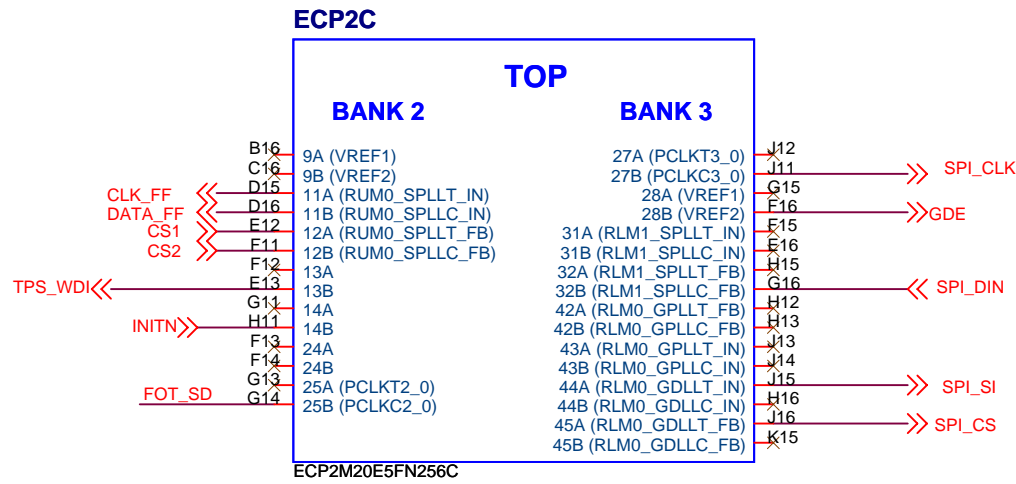 ECP2C
TOP
BANK 2 BANK 3
B16 9A (VREF1) 27A (PCLKT3_0) J12
C16 9B (VREF2) 27B (PCLKC3_0) J11 SPI_CLK
CLK_FF D15 11A (RUM0_SPLLT_IN) 28A (VREF1) G15
DATA_FF D16 11B (RUM0_SPLLC_IN) 28B (VREF2) F16 GDE
CS1 E12 12A (RUM0_SPLLT_FB) 31A (RLM1_SPLLT_IN) F15
CS2 F11 12B (RUM0_SPLLC_FB) 31B (RLM1_SPLLC_IN) E16
F12 13A 32A (RLM1_SPLLT_FB) H15
TPS_WDI E13 13B 32B (RLM1_SPLLC_FB) G16 SPI_DIN
G11 14A 42A (RLM0_GPLLT_FB) H12
INITN H11 14B 42B (RLM0_GPLLC_FB) H13
F13 24A 43A (RLM0_GPLLT_IN) J13
F14 24B 43B (RLM0_GPLLC_IN) J14
G13 25A (PCLKT2_0) 44A (RLM0_GDLLT_IN) J15 SPI_SI
FOT_SD G14 25B (PCLKC2_0) 44B (RLM0_GDLLC_IN) H16
45A (RLM0_GDLLT_FB) J16 SPI_CS
45B (RLM0_GDLLC_FB) K15
ECP2M20E5FN256C